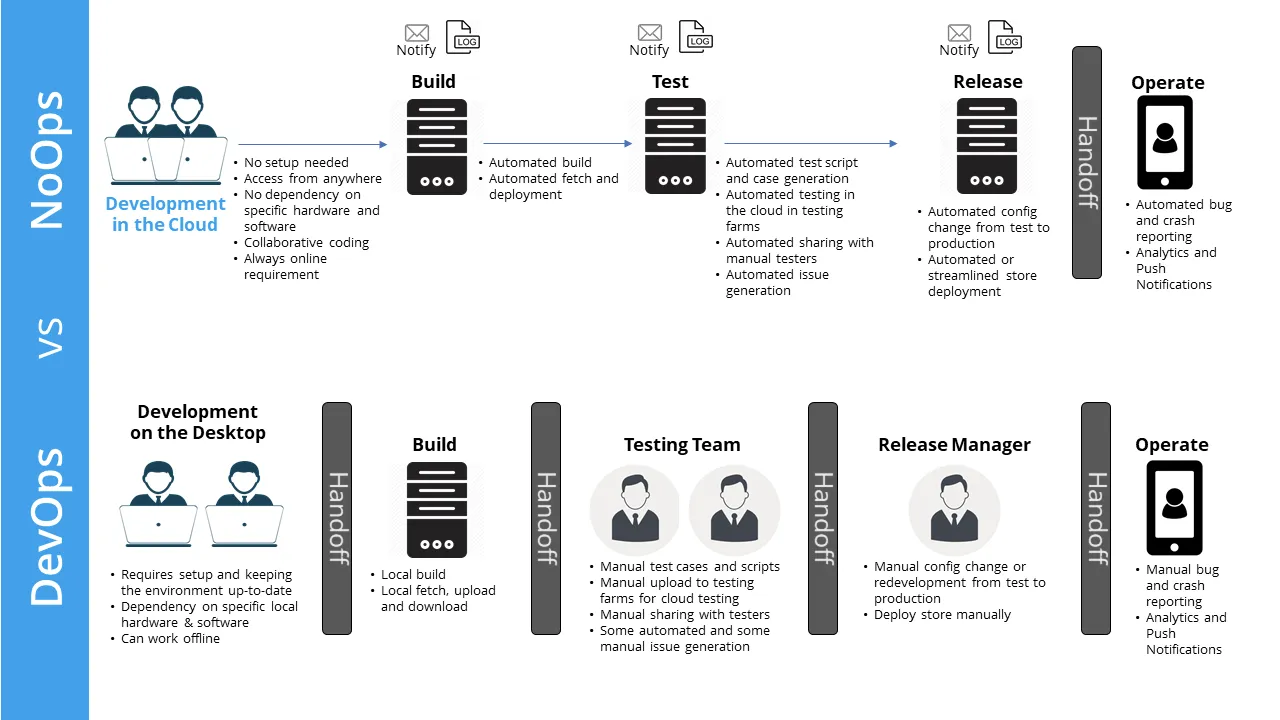 NoOps
vs
DevOps
Notify
LOG
Notify
LOG
Notify
LOG
Build
Test
Release
Operate
Handoff
Development
in the Cloud
• No setup needed
• Access from anywhere
• No dependency on
specific hardware and
software
• Collaborative coding
• Always online
requirement
• Automated build
• Automated fetch and
deployment
• Automated test script
and case generation
• Automated testing in
the cloud in testing
farms
• Automated sharing with
manual testers
• Automated issue
generation
• Automated config
change from test to
production
• Automated or
streamlined store
deployment
• Automated bug
and crash
reporting
• Analytics and
Push
Notifications
Development
on the Desktop
• Requires setup and keeping
the environment up-to-date
• Dependency on specific local
hardware & software
• Can work offline
Handoff
Build
• Local build
• Local fetch, upload
and download
Handoff
Testing Team
• Manual test cases and scripts
• Manual upload to testing
farms for cloud testing
• Manual sharing with testers
• Some automated and some
manual issue generation
Handoff
Release Manager
• Manual config change or
redevelopment from test to
production
• Deploy store manually
Handoff
Operate
• Manual bug
and crash
reporting
• Analytics and
Push
Notifications